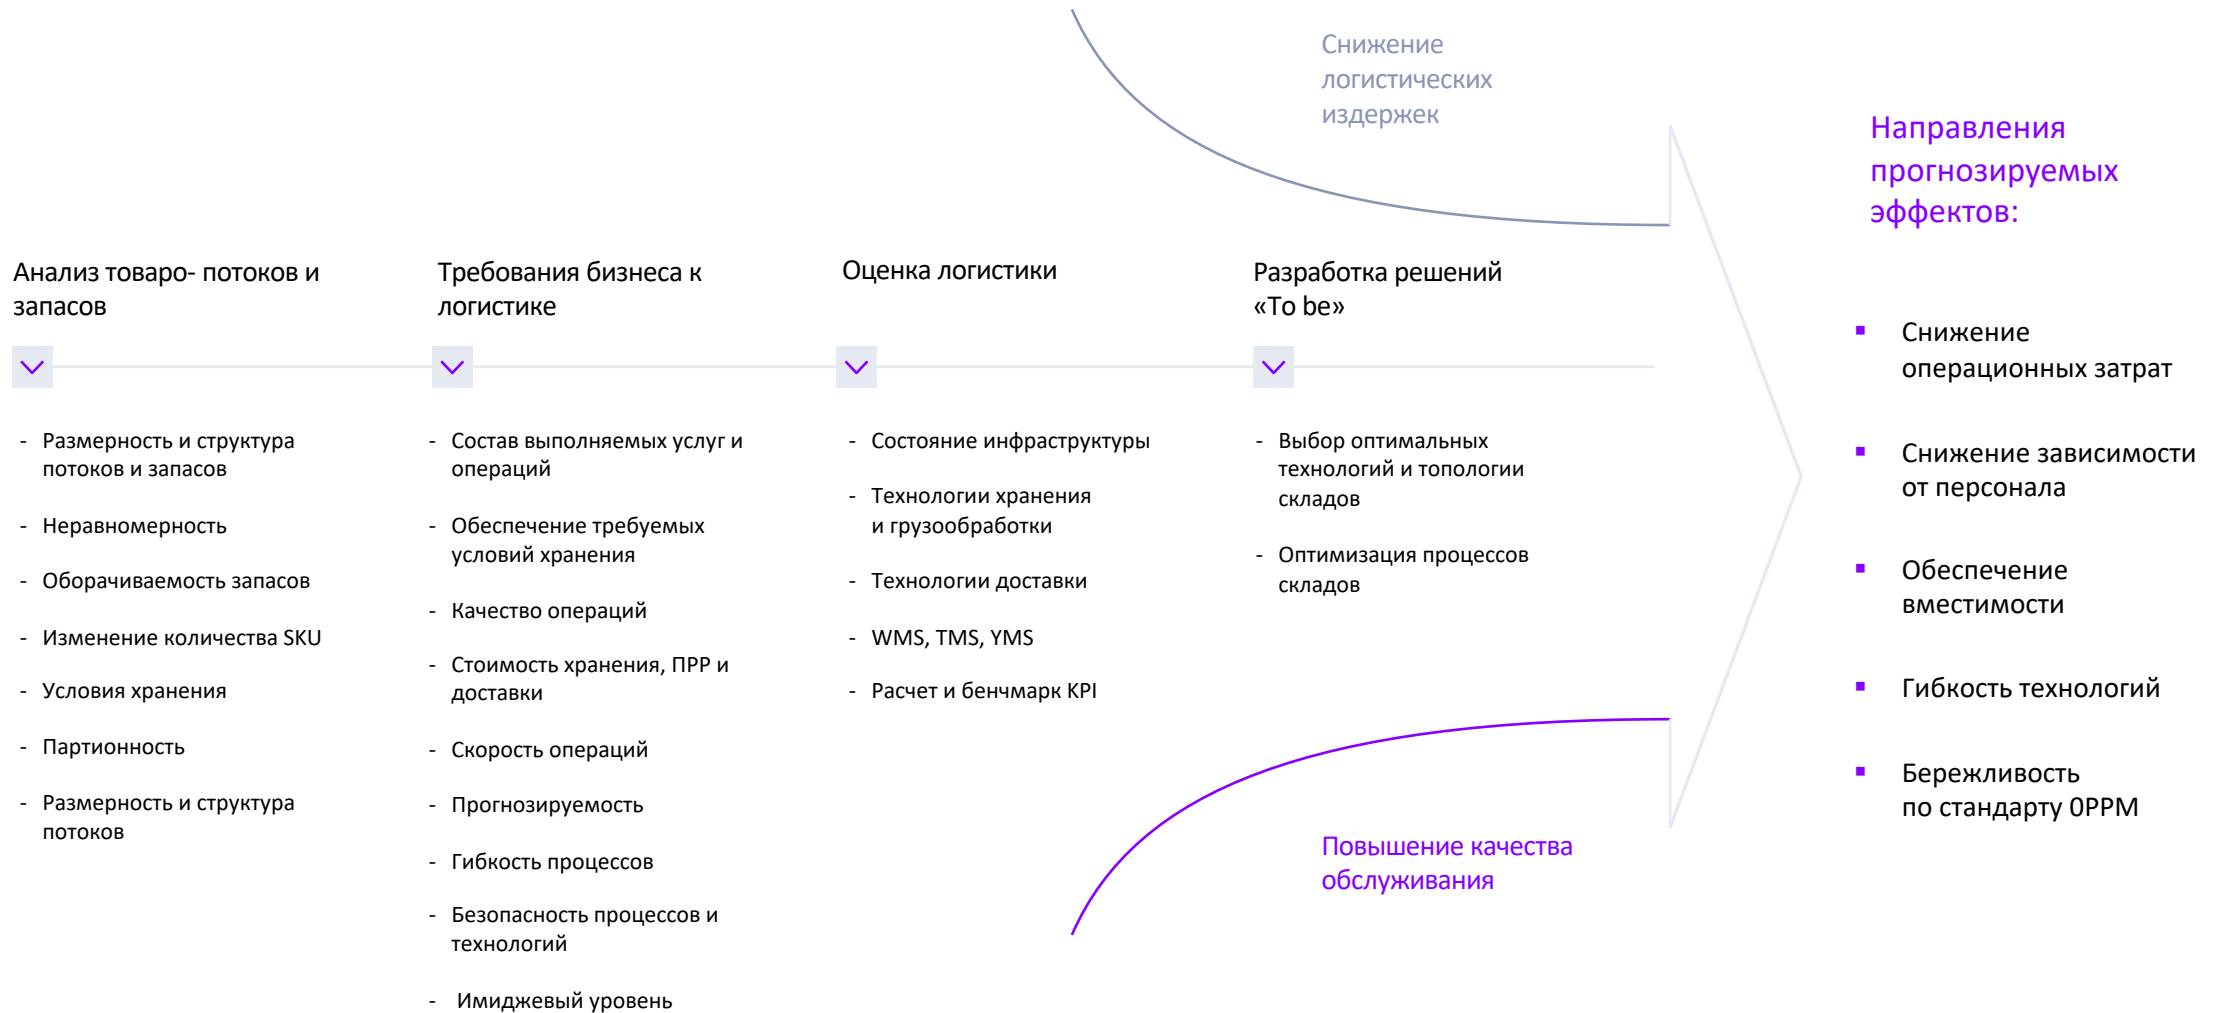 Снижение
логистических
издержек
Направления
прогнозируемых
эффектов:
Анализ товаро- потоков и
запасов
Требования бизнеса к
логистике
Оценка логистики
Разработка решений
«To be»
- Размерность и структура
потоков и запасов
- Неравномерность
- Оборачиваемость запасов
- Изменение количества SKU
- Условия хранения
- Партионность
- Размерность и структура
потоков
- Состав выполняемых услуг и
операций
- Обеспечение требуемых
условий хранения
- Качество операций
- Стоимость хранения, ПРР и
доставки
- Скорость операций
- Прогнозируемость
- Гибкость процессов
- Безопасность процессов и
технологий
- Имиджевый уровень
- Состояние инфраструктуры
- Технологии хранения
и грузообработки
- Технологии доставки
- WMS, TMS, YMS
- Расчет и бенчмарк KPI
- Выбор оптимальных
технологий и топологии
складов
- Оптимизация процессов
складов
Повышение качества
обслуживания
▪ Снижение
операционных затрат
▪ Снижение зависимости
от персонала
▪ Обеспечение
вместимости
▪ Гибкость технологий
▪ Бережливость
по стандарту 0PPM